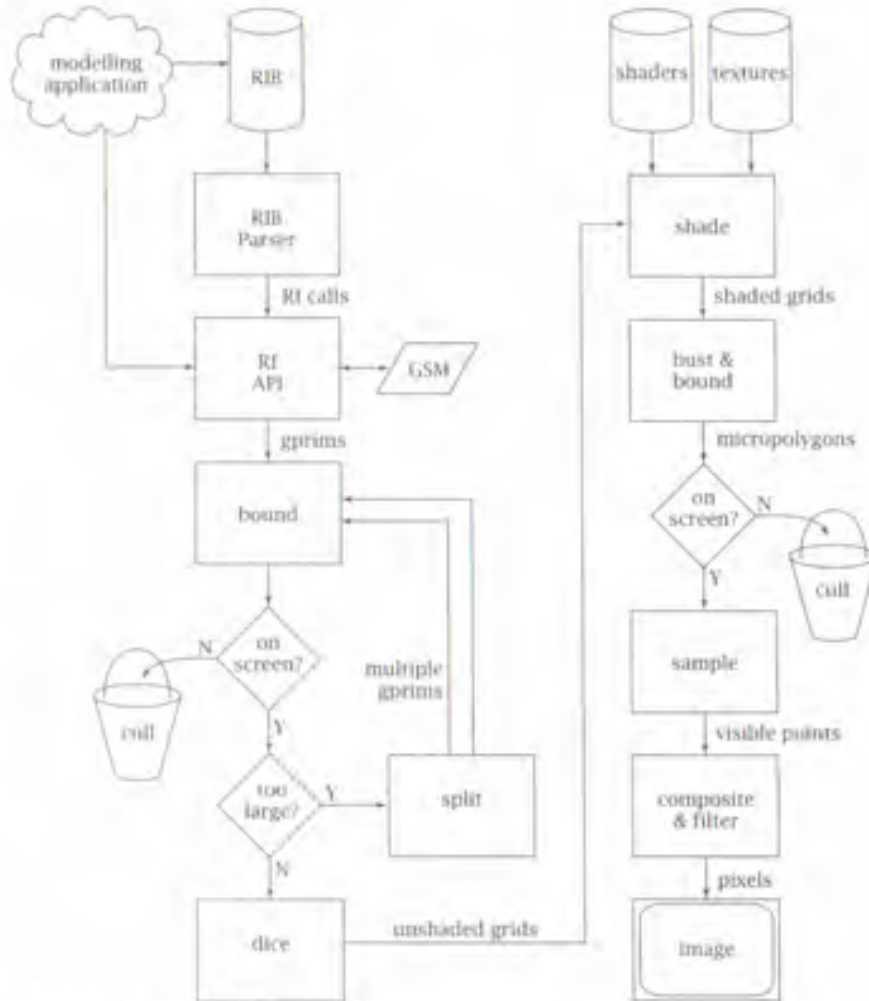 modelling
application
RIB
RIB
Parser
Ri calls
Ri
API
GSM
gprims
bound
on
screen?
N
cull
Y
too
large?
Y
split
multiple
gprims
N
dice
unshaded grids
shaders
textures
shade
shaded grids
bust &
bound
micropolygons
on
screen?
N
cull
Y
sample
visible points
composite
& filter
pixels
image